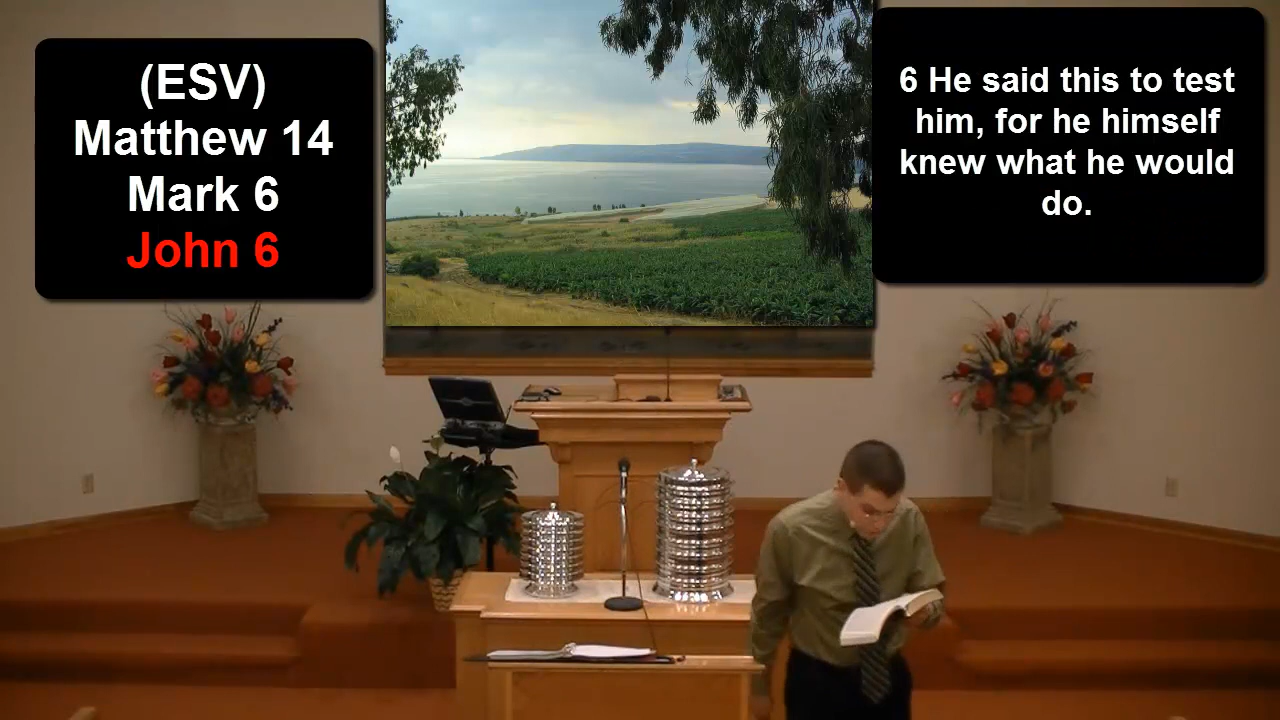 (ESV)
Matthew 14
Mark 6
John 6
6 He said this to test
him, for he himself
knew what he would
do.